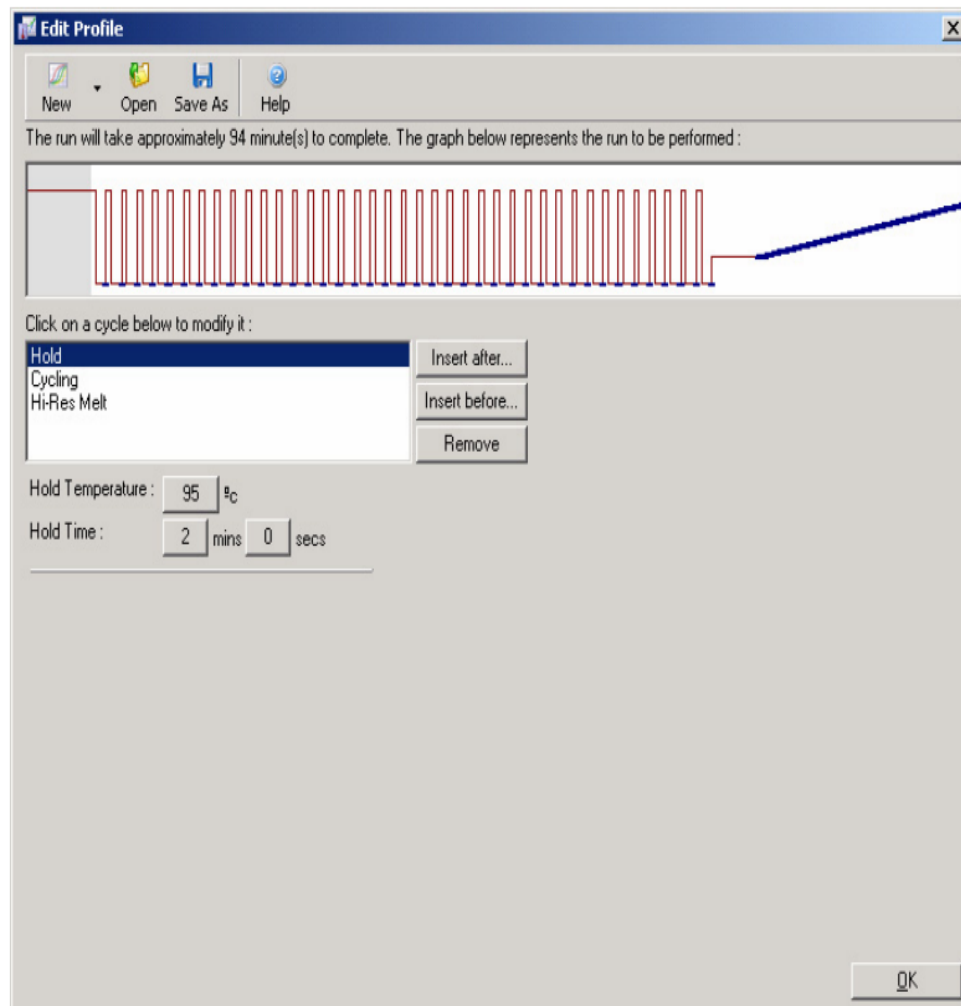 Edit Profile
New Open Save As Help
The run will take approximately 94 minute(s) to complete. The graph below represents the run to be performed :
Click on a cycle below to modify it :
Hold
Cycling
Hi-Res Melt
Insert after...
Insert before...
Remove
Hold Temperature : 95 ºc
Hold Time : 2 mins 0 secs
OK